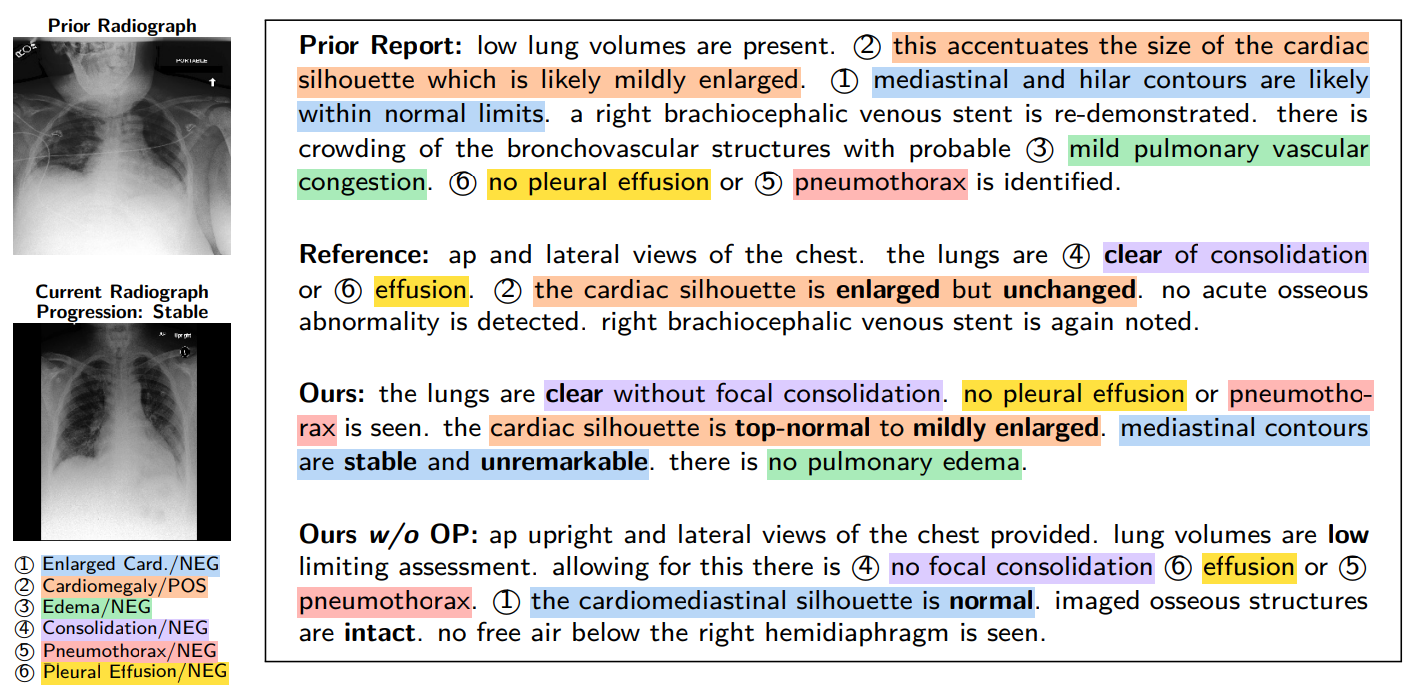 Prior Radiograph
PORTABLE
Current Radiograph
Progression: Stable
① Enlarged Card./NEG
② Cardiomegaly/POS
③ Edema/NEG
④ Consolidation/NEG
⑤ Pneumothorax/NEG
⑥ Pleural Effusion/NEG
Prior Report: low lung volumes are present. ② this accentuates the size of the cardiac
silhouette which is likely mildly enlarged. ① mediastinal and hilar contours are likely
within normal limits. a right brachiocephalic venous stent is re-demonstrated. there is
crowding of the bronchovascular structures with probable ③ mild pulmonary vascular
congestion. ⑥ no pleural effusion or ⑤ pneumothorax is identified.
Reference: ap and lateral views of the chest. the lungs are ④ clear of consolidation
or ⑥ effusion. ② the cardiac silhouette is enlarged but unchanged. no acute osseous
abnormality is detected. right brachiocephalic venous stent is again noted.
Ours: the lungs are clear without focal consolidation. no pleural effusion or pneumotho-
rax is seen. the cardiac silhouette is top-normal to mildly enlarged. mediastinal contours
are stable and unremarkable. there is no pulmonary edema.
Ours w/o OP: ap upright and lateral views of the chest provided. lung volumes are low
limiting assessment. allowing for this there is ④ no focal consolidation ⑥ effusion or ⑤
pneumothorax. ① the cardiomediastinal silhouette is normal. imaged osseous structures
are intact. no free air below the right hemidiaphragm is seen.